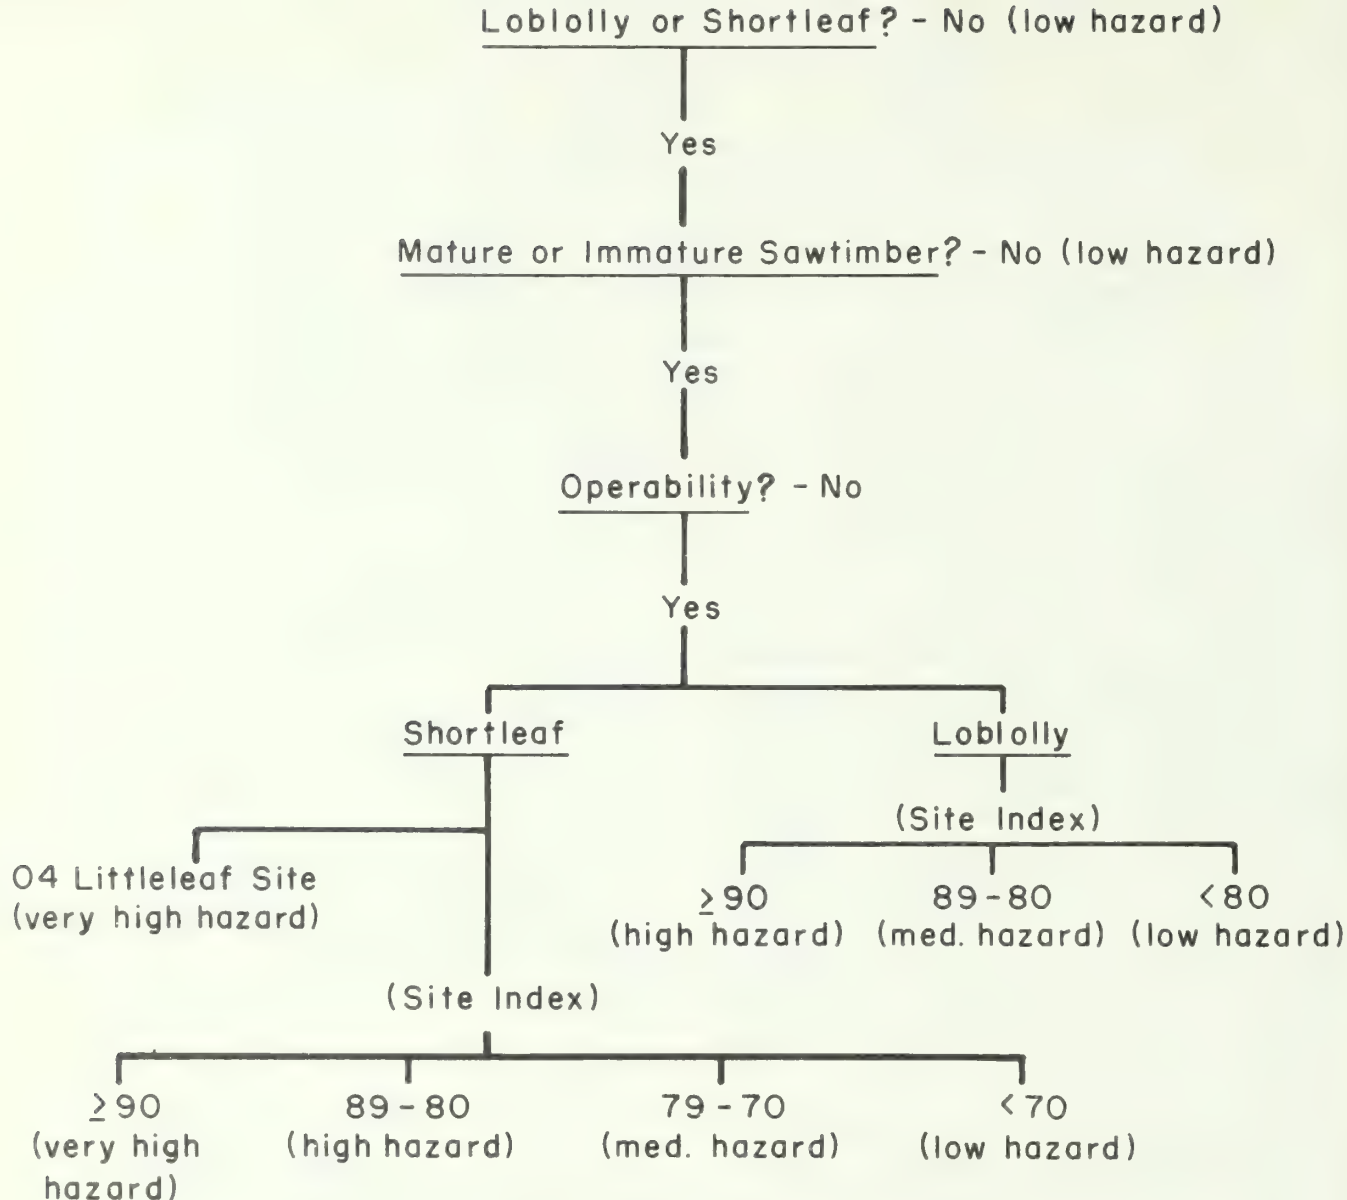 Loblolly or Shortleaf? - No (low hazard)
Yes
Mature or Immature Sawtimber? - No (low hazard)
Yes
Operability? - No
Yes
Shortleaf
Loblolly
(Site Index)
≥90 89-80 <80
(high hazard) (med. hazard) (low hazard)
04 Littleleaf Site
(very high hazard)
(Site Index)
≥90 89-80 79-70 <70
(very high (high hazard) (med. hazard) (low hazard)
hazard)